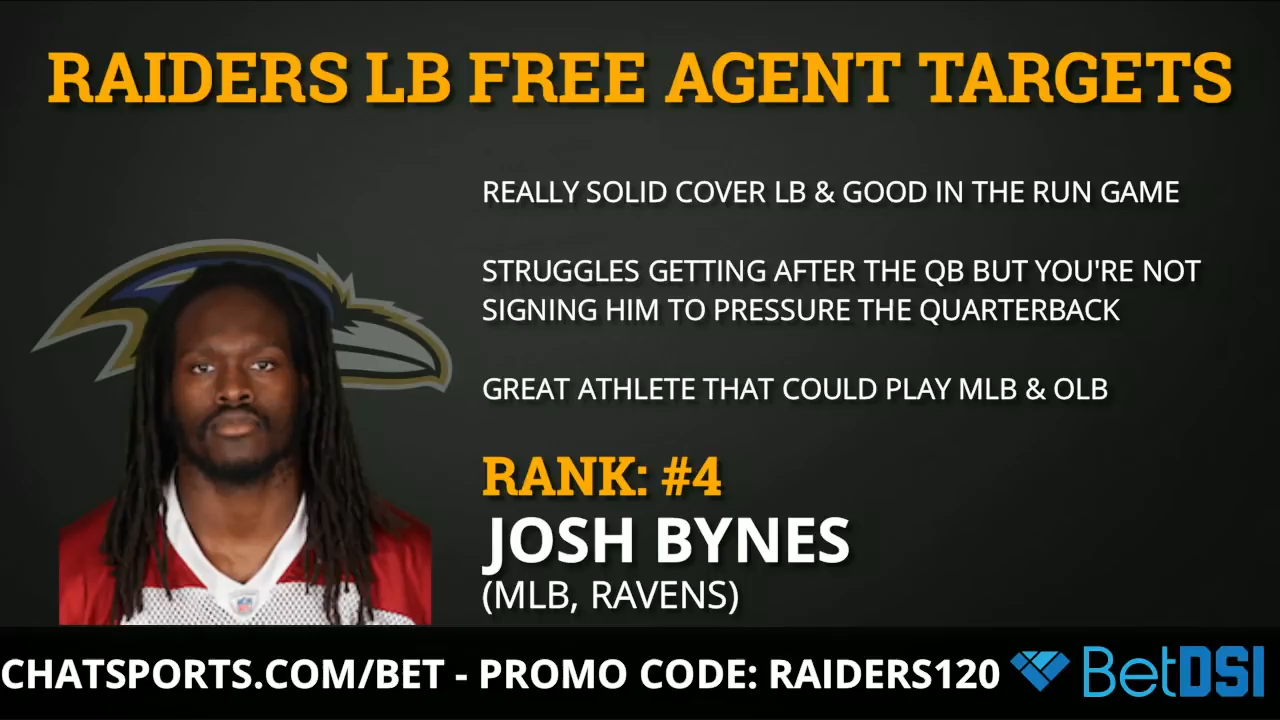 RAIDERS LB FREE AGENT TARGETS
REALLY SOLID COVER LB & GOOD IN THE RUN GAME
STRUGGLES GETTING AFTER THE QB BUT YOU'RE NOT
SIGNING HIM TO PRESSURE THE QUARTERBACK
GREAT ATHLETE THAT COULD PLAY MLB & OLB
RANK: #4
JOSH BYNES
(MLB, RAVENS)
CHATSPORTS.COM/BET - PROMO CODE: RAIDERS120 BetDSI